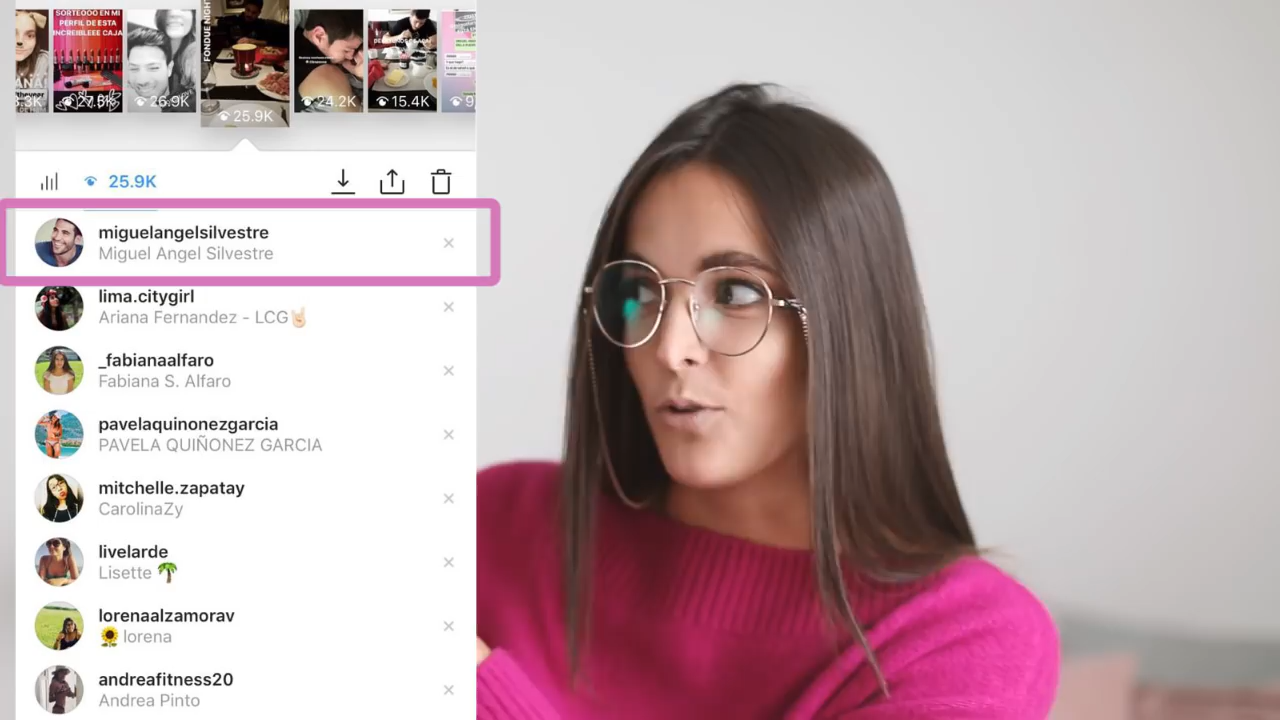 SORTEOOO EN MI
PERFIL DE ESTA
INCREIBLEEE CAJA
FONDUE NIGH
26.9K
25.9K
24.2K
15.4K
9
25.9K
miguelangelsilvestre
Miguel Angel Silvestre
lima.citygirl
Ariana Fernandez - LCG🤘🏻
_fabianaalfaro
Fabiana S. Alfaro
pavelaquinonezgarcia
PAVELA QUIÑONEZ GARCIA
mitchelle.zapatay
CarolinaZy
livelarde
Lisette 🌴
lorenaalzamorav
🌻lorena
andreafitness20
Andrea Pinto